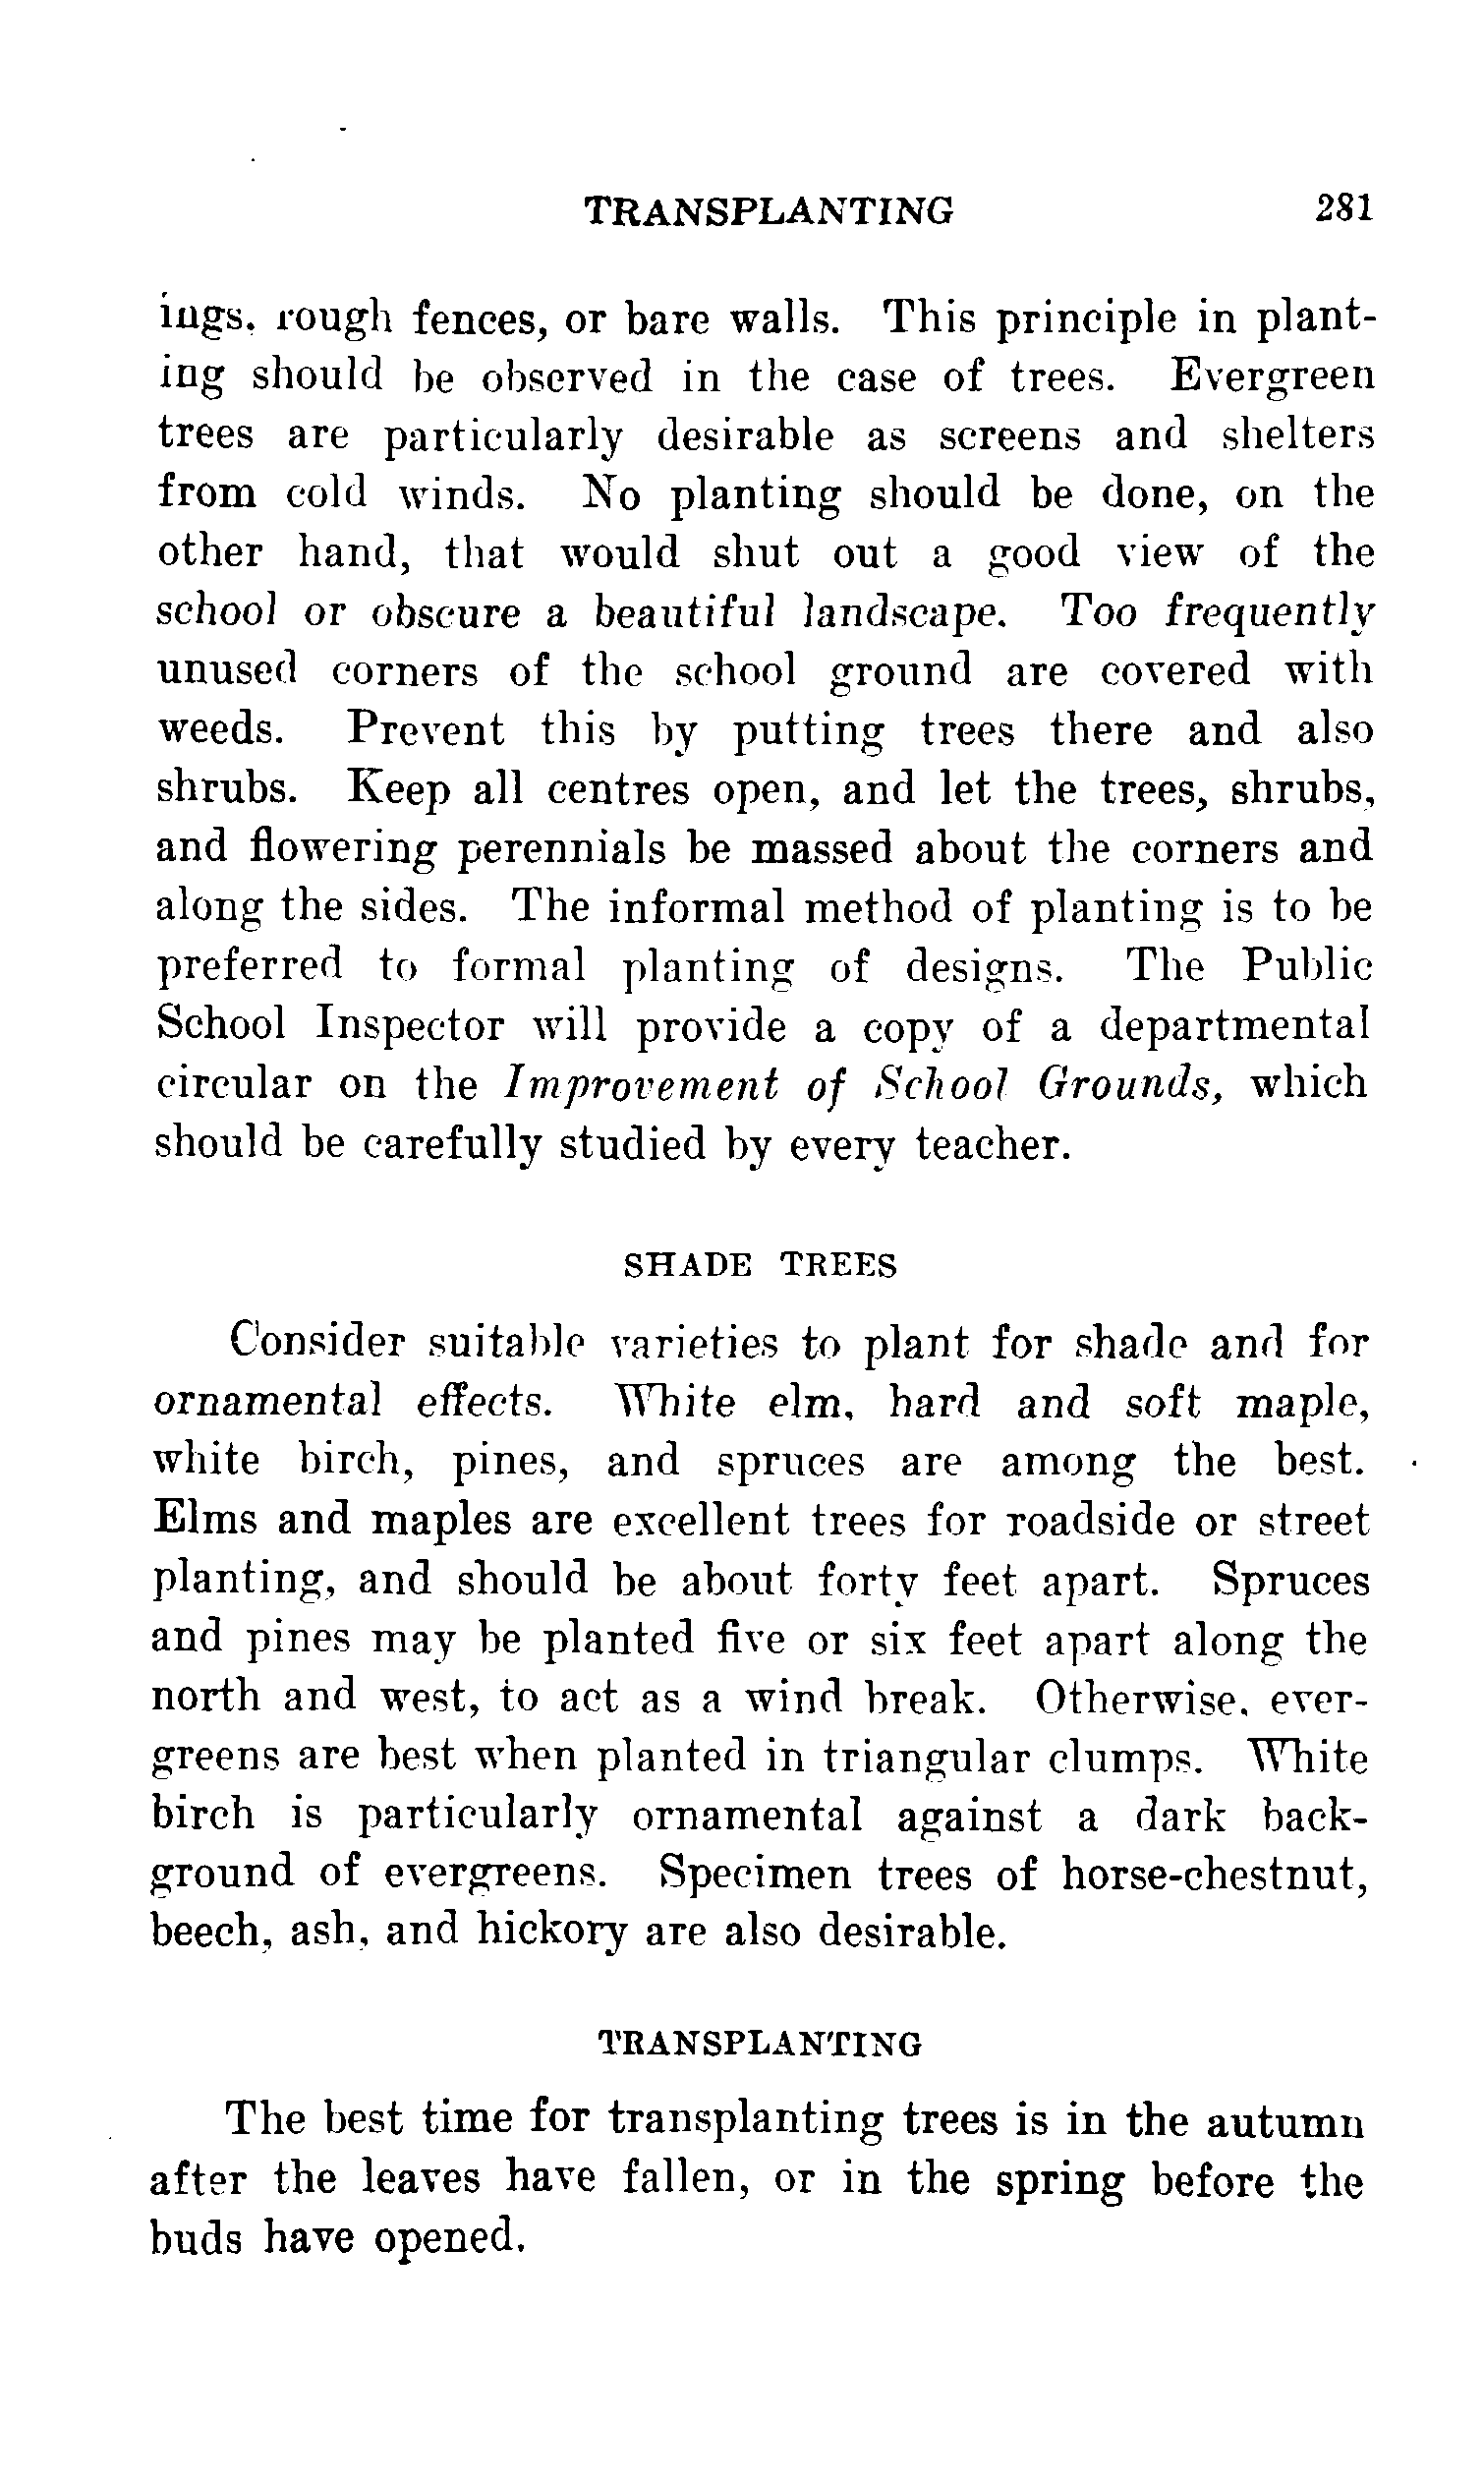 TRANSPLANTING 281
ings, rough fences, or bare walls. This principle in plant-
ing should be observed in the case of trees. Evergreen
trees are particularly desirable as screens and shelters
from cold winds. No planting should be done, on the
other hand, that would shut out a good view of the
school or obscure a beautiful landscape. Too frequently
unused corners of the school ground are covered with
weeds. Prevent this by putting trees there and also
shrubs. Keep all centres open, and let the trees, shrubs,
and flowering perennials be massed about the corners and
along the sides. The informal method of planting is to be
preferred to formal planting of designs. The Public
School Inspector will provide a copy of a departmental
circular on the Improvement of School Grounds, which
should be carefully studied by every teacher.
SHADE TREES
Consider suitable varieties to plant for shade and for
ornamental effects. White elm, hard and soft maple,
white birch, pines, and spruces are among the best.
Elms and maples are excellent trees for roadside or street
planting, and should be about forty feet apart. Spruces
and pines may be planted five or six feet apart along the
north and west, to act as a wind break. Otherwise, ever-
greens are best when planted in triangular clumps. White
birch is particularly ornamental against a dark back-
ground of evergreens. Specimen trees of horse-chestnut,
beech, ash, and hickory are also desirable.
TRANSPLANTING
The best time for transplanting trees is in the autumn
after the leaves have fallen, or in the spring before the
buds have opened.